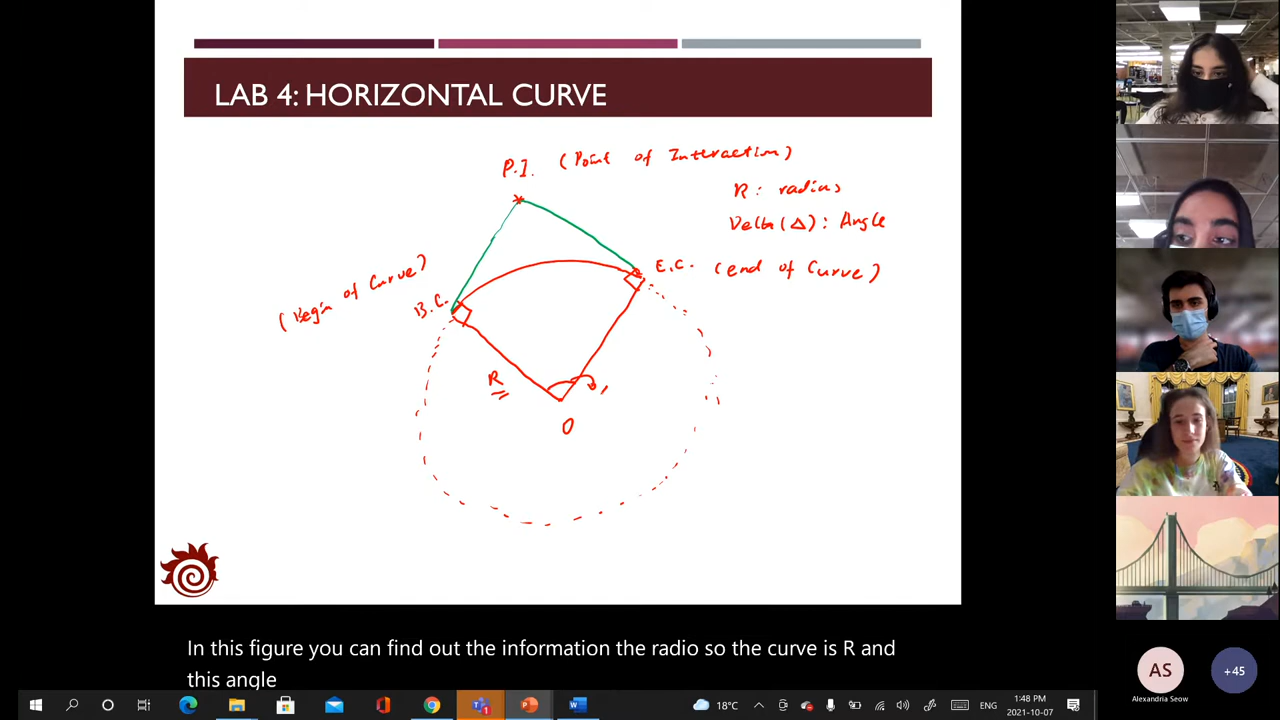 LAB 4: HORIZONTAL CURVE
P.I. (Point of Interaction)
R: radius
Delta (Δ): Angle
E.C. (end of Curve)
(Begin of Curve)
B.C.
R
O
In this figure you can find out the information the radio so the curve is R and
this angle
AS
Alexandria Seow
+45
1
18°C
ENG
1:48 PM
2021-10-07